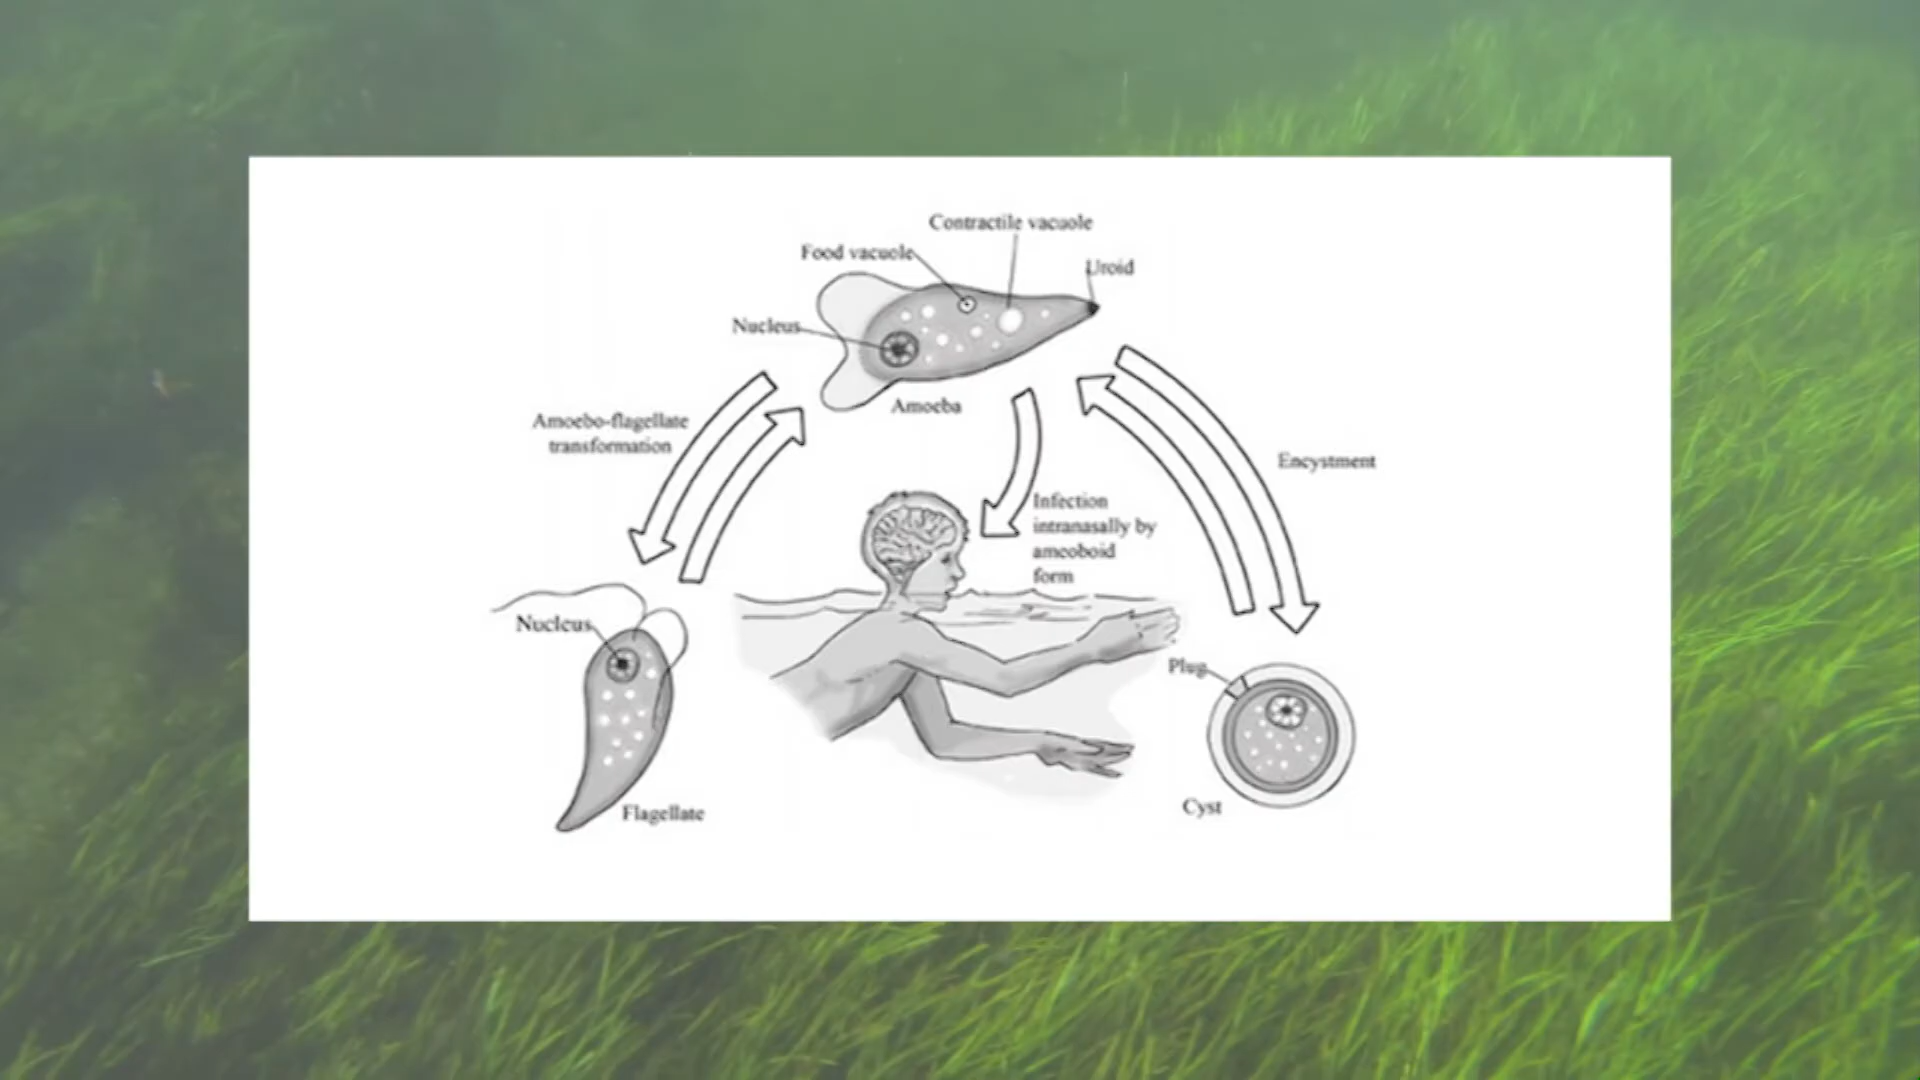 Contractile vacuole
Food vacuole
Uroid
Nucleus
Amoeba
Amoebo-flagellate
transformation
Encystment
Infection
intranasally by
ameoboid
form
Nucleus
Plug
Cyst
Flagellate